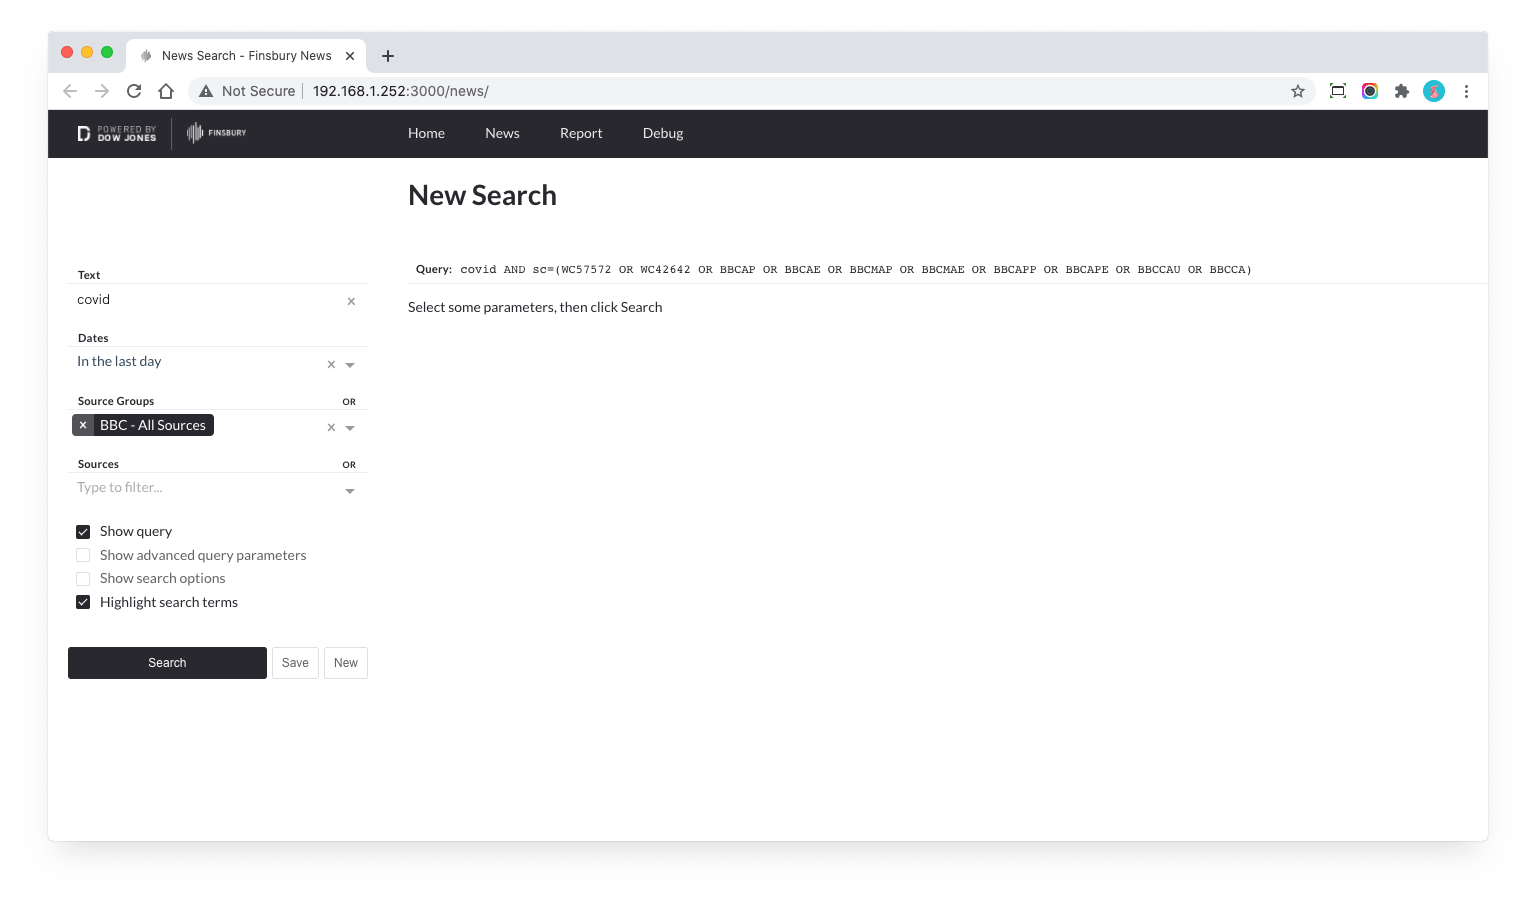 News Search - Finsbury News
Not Secure 192.168.1.252:3000/news/
POWERED BY
DOW JONES
FINSBURY
Home News Report Debug
New Search
Text
covid
Dates
In the last day
Source Groups OR
BBC - All Sources
Sources OR
Type to filter...
Show query
Show advanced query parameters
Show search options
Highlight search terms
Search Save New
Query: covid AND sc=(WC57572 OR WC42642 OR BBCAP OR BBCAE OR BBCMAP OR BBCMAE OR BBCAPP OR BBCAPE OR BBCCAU OR BBCCA)
Select some parameters, then click Search